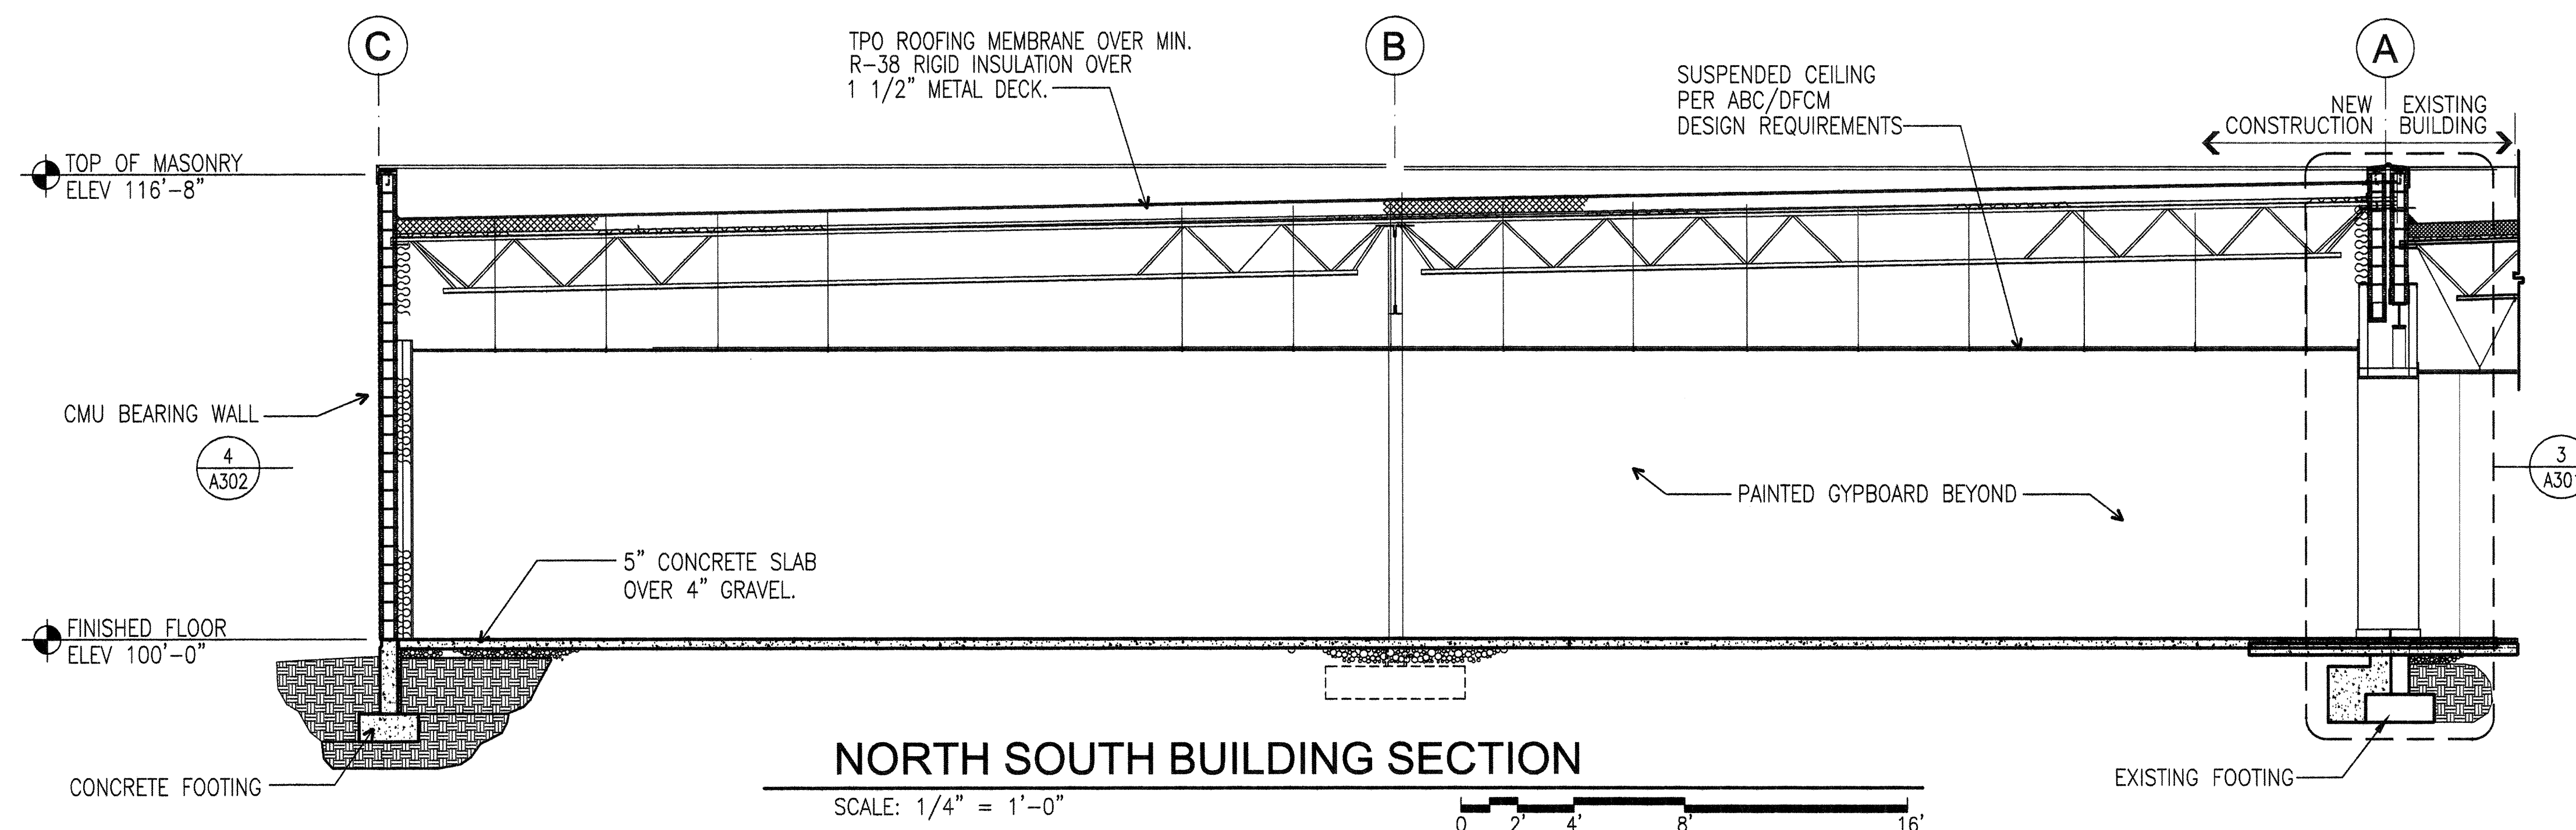 C
B
A
TPO ROOFING MEMBRANE OVER MIN.
R-38 RIGID INSULATION OVER
1 1/2" METAL DECK.
SUSPENDED CEILING
PER ABC/DFCM
DESIGN REQUIREMENTS
NEW
CONSTRUCTION
EXISTING
BUILDING
TOP OF MASONRY
ELEV 116'-8"
CMU BEARING WALL
4
A302
3
PAINTED GYPBOARD BEYOND
5" CONCRETE SLAB
OVER 4" GRAVEL.
FINISHED FLOOR
ELEV 100'-0"
CONCRETE FOOTING
EXISTING FOOTING
NORTH SOUTH BUILDING SECTION
SCALE: 1/4" = 1'-0"
0 2' 4' 8' 16'